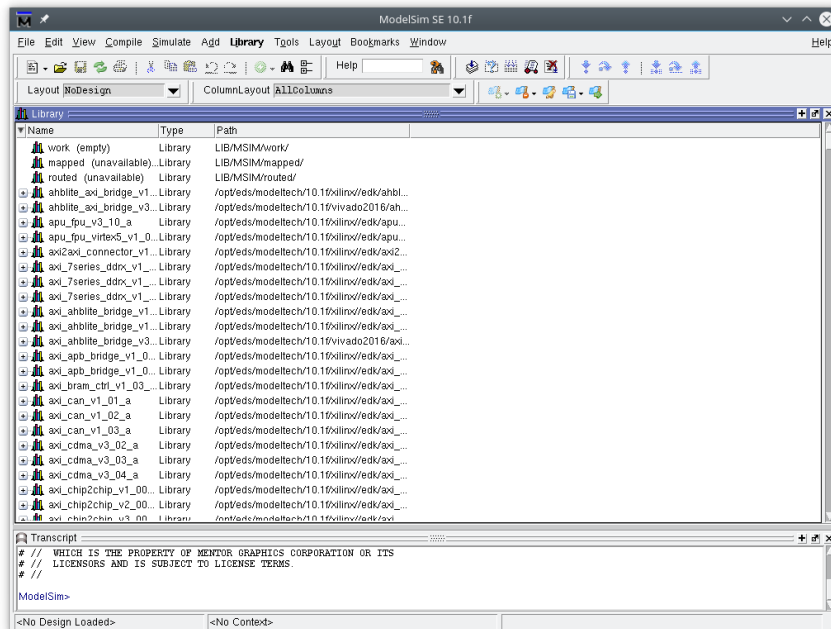 ModelSim SE 10.1f
File Edit View Compile Simulate Add Library Tools Layout Bookmarks Window Help
Help
Layout NoDesign ColumnLayout AllColumns
Library
Name Type Path
work (empty) Library LIB/MSIM/work/
mapped (unavailable)... Library LIB/MSIM/mapped/
routed (unavailable) Library LIB/MSIM/routed/
ahblite_axi_bridge_v1... Library /opt/eds/modeltech/10.1f/xilinx//edk/ahbl...
ahblite_axi_bridge_v3... Library /opt/eds/modeltech/10.1f/vivado2016/ah...
apu_fpu_v3_10_a Library /opt/eds/modeltech/10.1f/xilinx//edk/apu...
apu_fpu_virtex5_v1_0... Library /opt/eds/modeltech/10.1f/xilinx//edk/apu...
axi2axi_connector_v1... Library /opt/eds/modeltech/10.1f/xilinx//edk/axi2...
axi_7series_ddrx_v1_... Library /opt/eds/modeltech/10.1f/xilinx//edk/axi_...
axi_7series_ddrx_v1_... Library /opt/eds/modeltech/10.1f/xilinx//edk/axi_...
axi_7series_ddrx_v1_... Library /opt/eds/modeltech/10.1f/xilinx//edk/axi_...
axi_ahblite_bridge_v1... Library /opt/eds/modeltech/10.1f/xilinx//edk/axi_...
axi_ahblite_bridge_v1... Library /opt/eds/modeltech/10.1f/xilinx//edk/axi_...
axi_ahblite_bridge_v3... Library /opt/eds/modeltech/10.1f/vivado2016/axi...
axi_apb_bridge_v1_0... Library /opt/eds/modeltech/10.1f/xilinx//edk/axi_...
axi_apb_bridge_v1_0... Library /opt/eds/modeltech/10.1f/xilinx//edk/axi_...
axi_bram_ctrl_v1_03_... Library /opt/eds/modeltech/10.1f/xilinx//edk/axi_...
axi_can_v1_01_a Library /opt/eds/modeltech/10.1f/xilinx//edk/axi_...
axi_can_v1_02_a Library /opt/eds/modeltech/10.1f/xilinx//edk/axi_...
axi_can_v1_03_a Library /opt/eds/modeltech/10.1f/xilinx//edk/axi_...
axi_cdma_v3_02_a Library /opt/eds/modeltech/10.1f/xilinx//edk/axi_...
axi_cdma_v3_03_a Library /opt/eds/modeltech/10.1f/xilinx//edk/axi_...
axi_cdma_v3_04_a Library /opt/eds/modeltech/10.1f/xilinx//edk/axi_...
axi_chip2chip_v1_00... Library /opt/eds/modeltech/10.1f/xilinx//edk/axi_...
axi_chip2chip_v2_00... Library /opt/eds/modeltech/10.1f/xilinx//edk/axi_...
axi_chip2chip_v3_00... Library /opt/eds/modeltech/10.1f/xilinx//edk/axi_...
Transcript
# // WHICH IS THE PROPERTY OF MENTOR GRAPHICS CORPORATION OR ITS
# // LICENSORS AND IS SUBJECT TO LICENSE TERMS.
# //
ModelSim>
<No Design Loaded> <No Context>